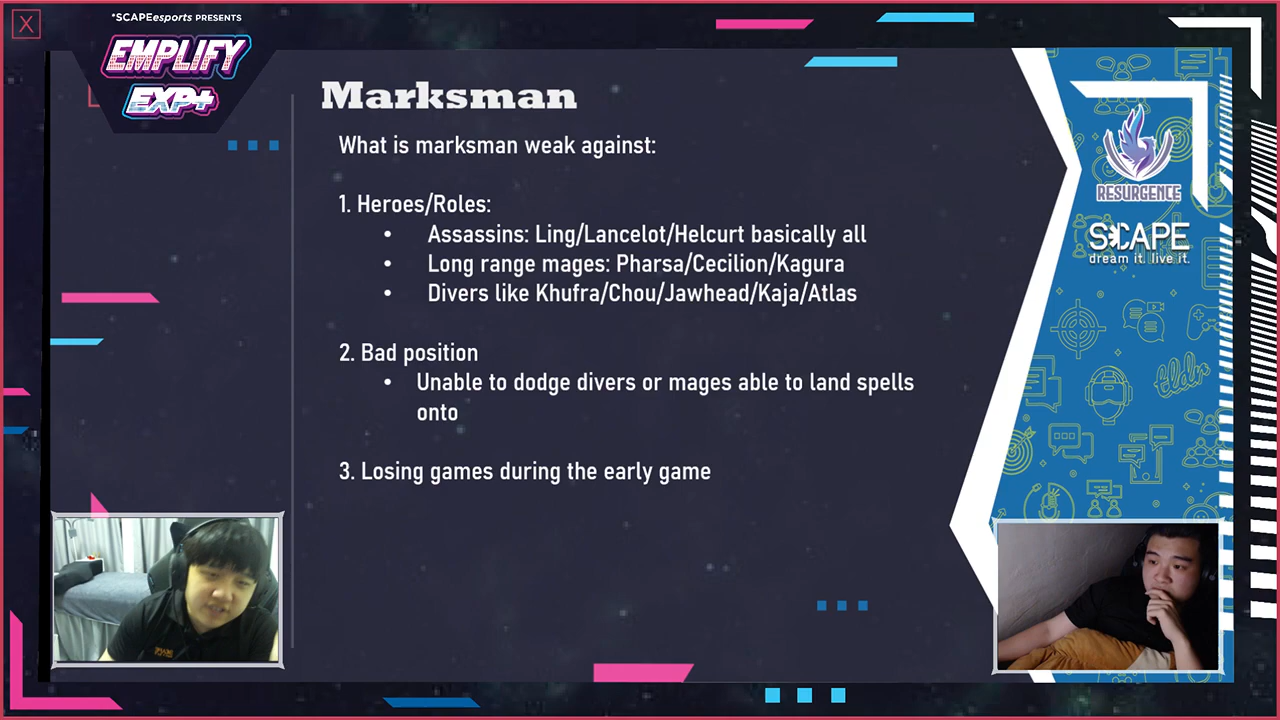 *SCAPEesports PRESENTS
EMPLIFY
EXP+
Marksman
What is marksman weak against:
1. Heroes/Roles:
• Assassins: Ling/Lancelot/Helcurt basically all
• Long range mages: Pharsa/Cecilion/Kagura
• Divers like Khufra/Chou/Jawhead/Kaja/Atlas
2. Bad position
• Unable to dodge divers or mages able to land spells
onto
3. Losing games during the early game
RESURGENCE
S*CAPE
dream it. live it.